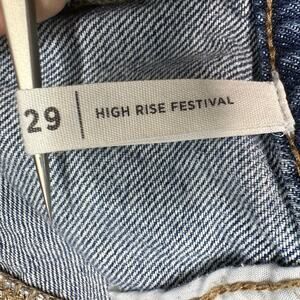 29 | HIGH RISE FESTIVAL